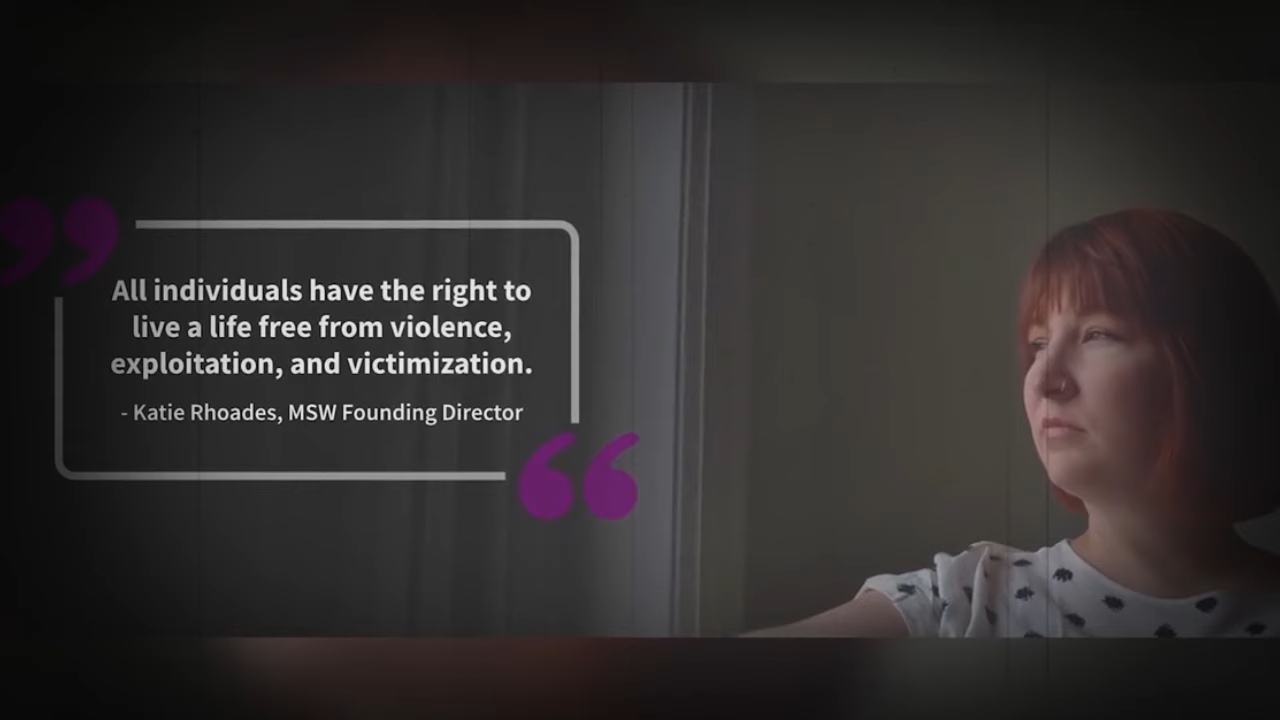 All individuals have the right to
live a life free from violence,
exploitation, and victimization.
- Katie Rhoades, MSW Founding Director